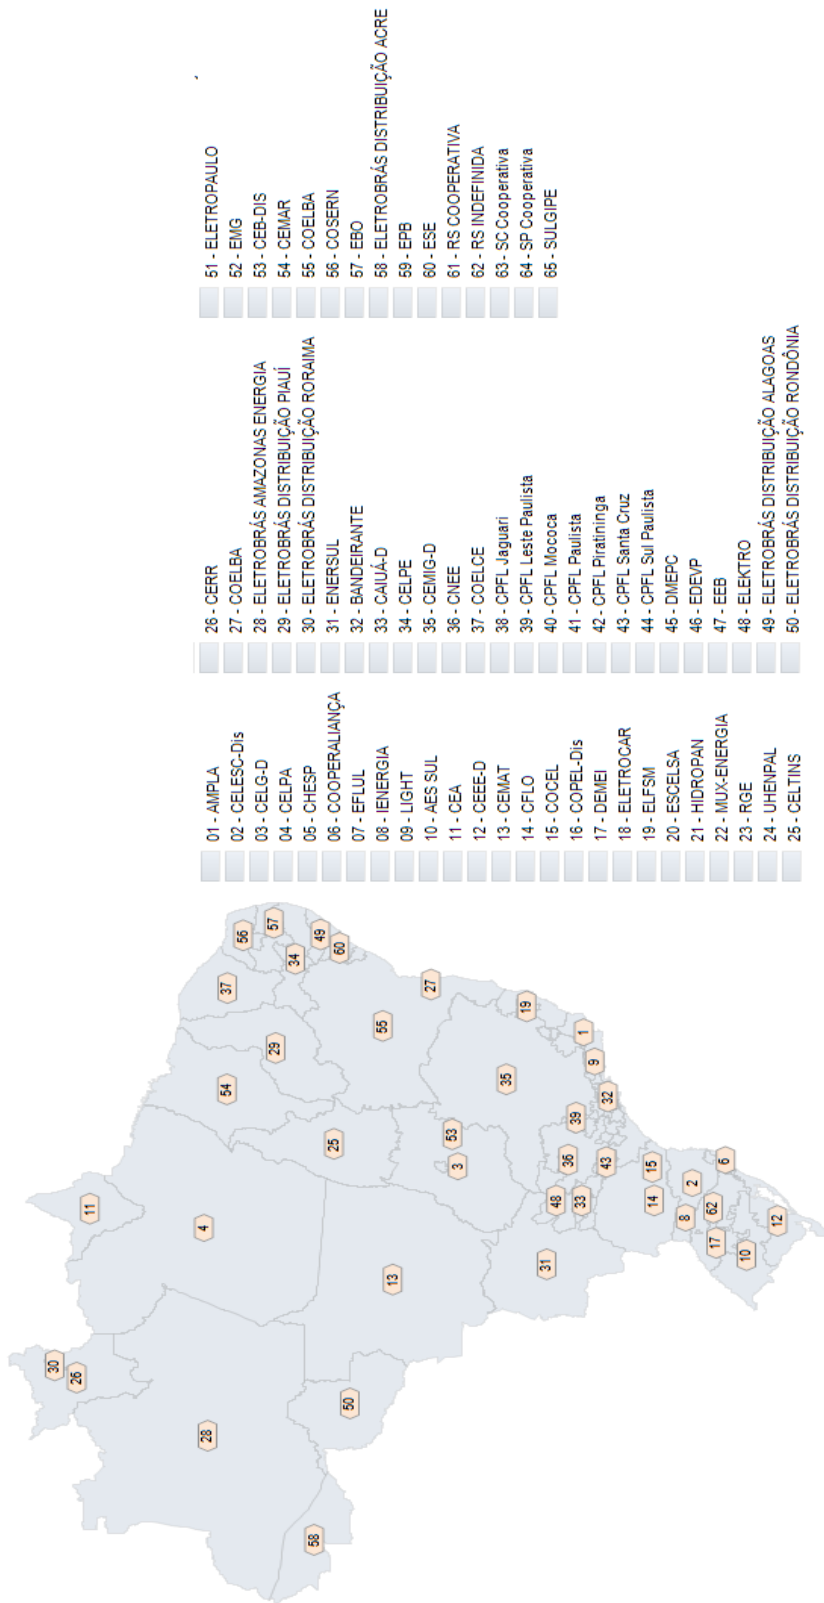 30
26
11
28
4
54
37
56
29
57
34
58
25
49
60
50
13
55
27
3
53
31
35
19
48
36
39
1
33
43
32
9
14
15
8
2
17
62
6
10
12
01 - AMPLA
02 - CELESC-Dis
03 - CELG-D
04 - CELPA
05 - CHESP
06 - COOPERALIANÇA
07 - EFLUL
08 - IENERGIA
09 - LIGHT
10 - AES SUL
11 - CEA
12 - CEEE-D
13 - CEMAT
14 - CFLO
15 - COCEL
16 - COPEL-Dis
17 - DEMEI
18 - ELETROCAR
19 - ELFSM
20 - ESCELSA
21 - HIDROPAN
22 - MUX-ENERGIA
23 - RGE
24 - UHENPAL
25 - CELTINS
26 - CERR
27 - COELBA
28 - ELETROBRÁS AMAZONAS ENERGIA
29 - ELETROBRÁS DISTRIBUIÇÃO PIAUÍ
30 - ELETROBRÁS DISTRIBUIÇÃO RORAIMA
31 - ENERSUL
32 - BANDEIRANTE
33 - CAIUÁ-D
34 - CELPE
35 - CEMIG-D
36 - CNEE
37 - COELCE
38 - CPFL Jaguari
39 - CPFL Leste Paulista
40 - CPFL Mococa
41 - CPFL Paulista
42 - CPFL Piratininga
43 - CPFL Santa Cruz
44 - CPFL Sul Paulista
45 - DMEPC
46 - EDEVP
47 - EEB
48 - ELEKTRO
49 - ELETROBRÁS DISTRIBUIÇÃO ALAGOAS
50 - ELETROBRÁS DISTRIBUIÇÃO RONDÔNIA
51 - ELETROPAULO
52 - EMG
53 - CEB-DIS
54 - CEMAR
55 - COELBA
56 - COSERN
57 - EBO
58 - ELETROBRÁS DISTRIBUIÇÃO ACRE
59 - EPB
60 - ESE
61 - RS COOPERATIVA
62 - RS INDEFINIDA
63 - SC Cooperativa
64 - SP Cooperativa
65 - SULGIPE